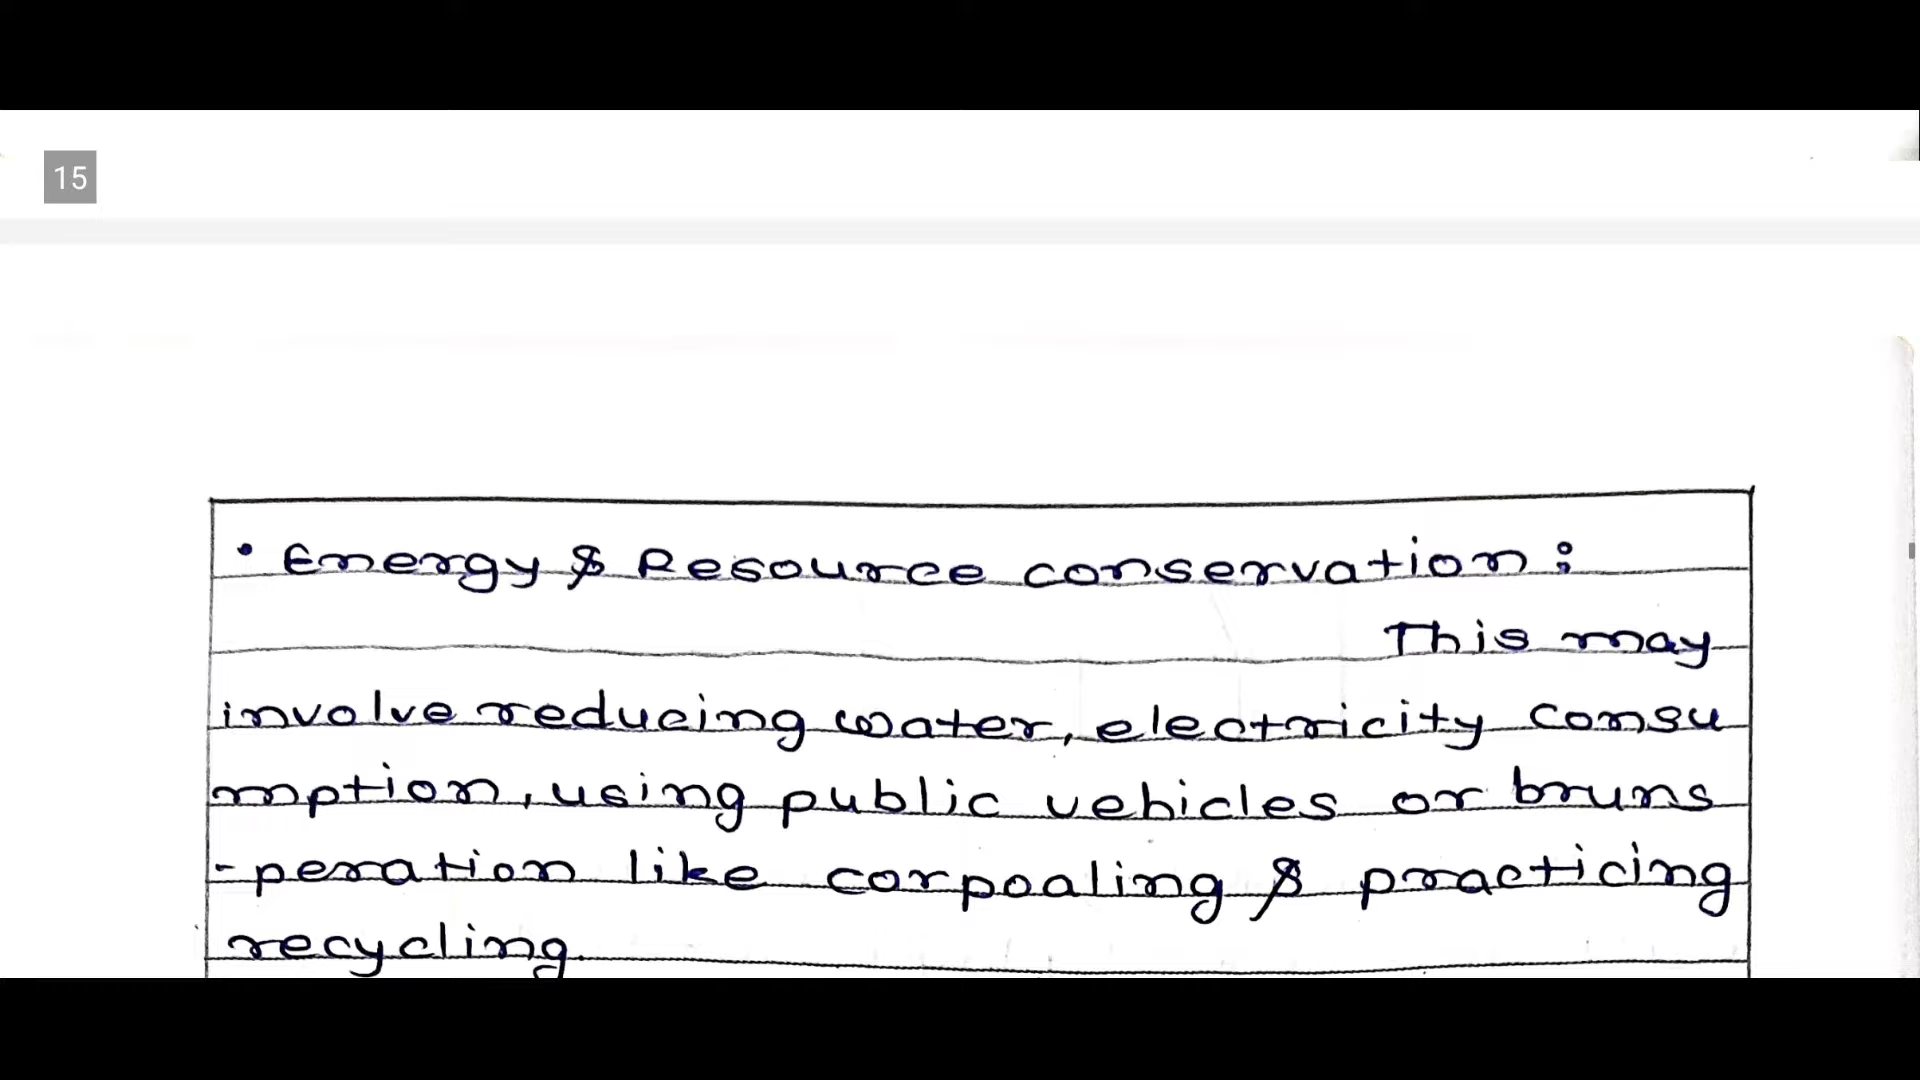 15
• Energy & Resource conservation :
This may
involve reducing water, electricity consu
mption, using public vehicles or bruns
-peration like corpoaling & practicing
recycling.